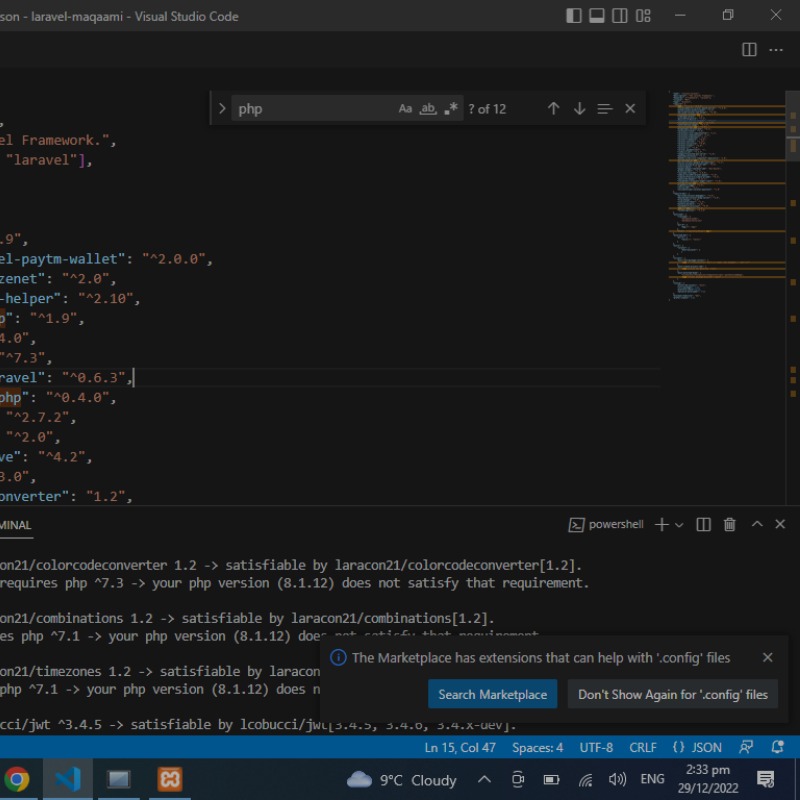 son - laravel-maqaami - Visual Studio Code
php
Aa ab .* ? of 12
,
el Framework.",
"laravel"],
.9",
el-paytm-wallet": "^2.0.0",
zenet": "^2.0",
-helper": "^2.10",
p": "^1.9",
4.0",
"^7.3",
ravel": "^0.6.3",
php": "^0.4.0",
"^2.7.2",
"^2.0",
ve": "^4.2",
3.0",
onverter": "1.2",
MINAL
powershell
on21/colorcodeconverter 1.2 -> satisfiable by laracon21/colorcodeconverter[1.2].
requires php ^7.3 -> your php version (8.1.12) does not satisfy that requirement.
on21/combinations 1.2 -> satisfiable by laracon21/combinations[1.2].
es php ^7.1 -> your php version (8.1.12) does not satisfy that requirement.
on21/timezones 1.2 -> satisfiable by laracon
php ^7.1 -> your php version (8.1.12) does n
cci/jwt ^3.4.5 -> satisfiable by lcobucci/jwt[3.4.5, 3.4.6, 3.4.x-dev].
The Marketplace has extensions that can help with '.config' files
Search Marketplace
Don't Show Again for '.config' files
Ln 15, Col 47 Spaces: 4 UTF-8 CRLF {} JSON
9°C Cloudy
ENG
2:33 pm
29/12/2022